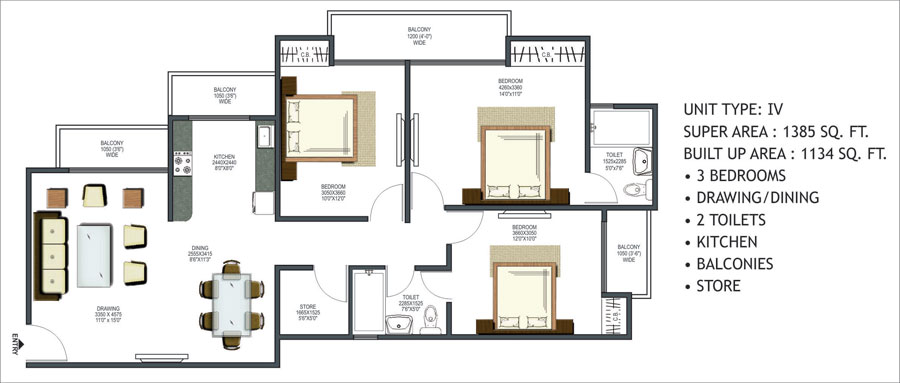 BALCONY
1200 (4'-0")
WIDE
C.B.
C.B.
BALCONY
1050 (3'6")
WIDE
BEDROOM
4260x3360
14'0"x11'0"
BALCONY
1050 (3'6")
WIDE
KITCHEN
2440X2440
8'0"X8'0"
TOILET
1525x2285
5'0"x7'6"
BEDROOM
3050X3660
10'0"X12'0"
BEDROOM
3660X3050
12'0"X10'0"
BALCONY
1050 (3'-6")
WIDE
DINING
2555X3415
8'6"X11'3"
DRAWING
3350 X 4575
11'0" x 15'0"
STORE
1665X1525
5'6"X5'0"
TOILET
2285X1525
7'6"X5'0"
C.B.
ENTRY
UNIT TYPE: IV
SUPER AREA : 1385 SQ. FT.
BUILT UP AREA : 1134 SQ. FT.
• 3 BEDROOMS
• DRAWING/DINING
• 2 TOILETS
• KITCHEN
• BALCONIES
• STORE